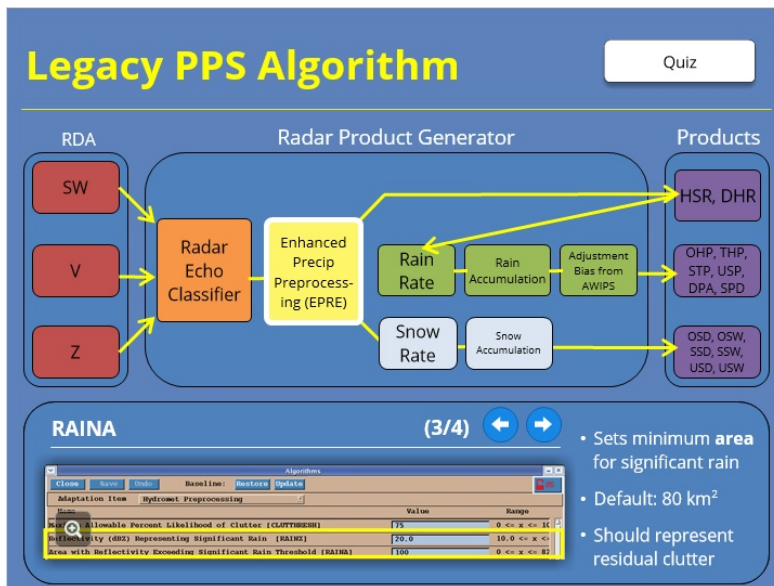 Legacy PPS Algorithm
Quiz
RDA
Radar Product Generator
Products
SW
V
Z
Radar
Echo
Classifier
Enhanced
Precip
Preprocess-
ing (EPRE)
Rain
Rate
Rain
Accumulation
Adjustment
Bias from
AWIPS
Snow
Rate
Snow
Accumulation
HSR, DHR
OHP, THP,
STP, USP,
DPA, SPD
OSD, OSW,
SSD, SSW,
USD, USW
RAINA
(3/4)
Algorithms
Close Save Undo Baseline: Restore Update
Adaptation Item Hydromet Preprocessing
Name Value Range
Allowable Percent Likelihood of Clutter [CLUTTHRESH] 75 0 <= x <= 10
Reflectivity (dBZ) Representing Significant Rain [RAINZ] 20.0 10.0 <= x <=
Area with Reflectivity Exceeding Significant Rain Threshold [RAINA] 100 0 <= x <= 82
• Sets minimum area
for significant rain
• Default: 80 km²
• Should represent
residual clutter